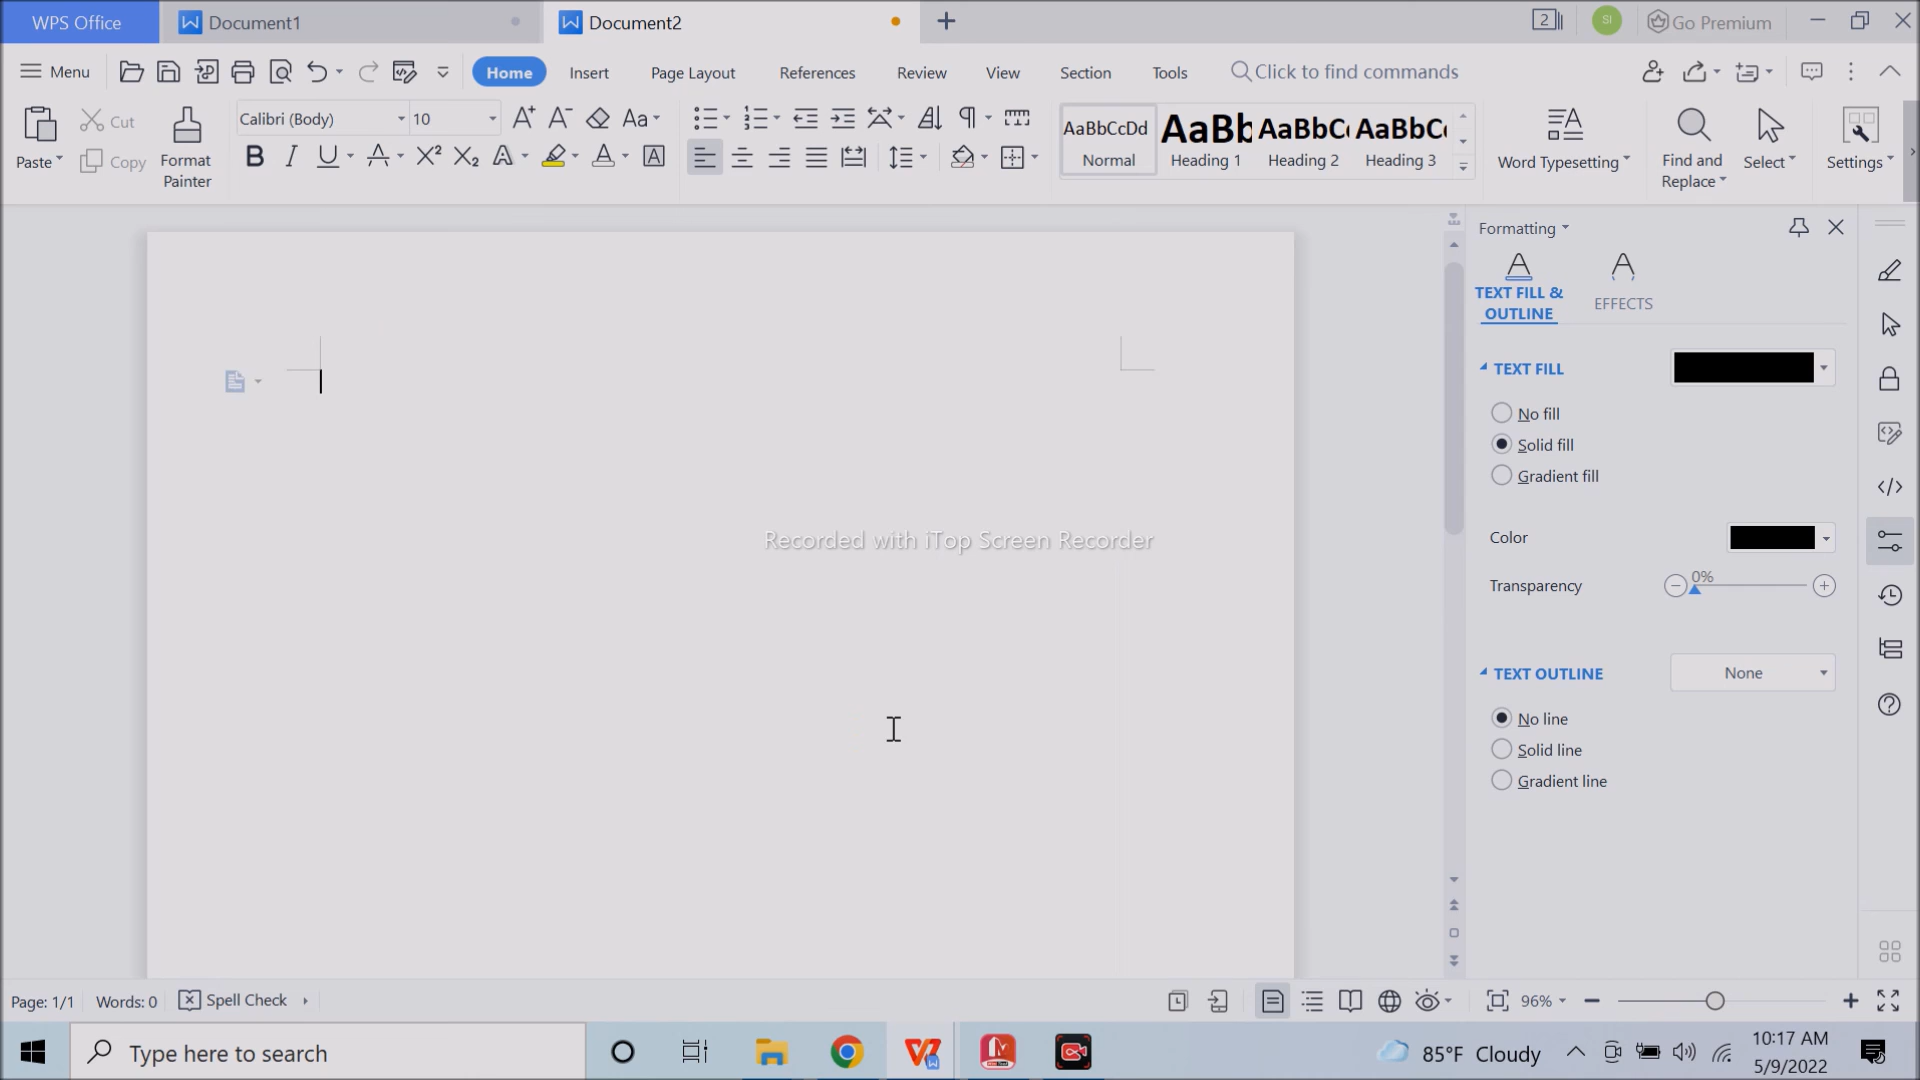 WPS Office
Document1
Document2
2
SI
Go Premium
Menu
Home
Insert
Page Layout
References
Review
View
Section
Tools
Click to find commands
Paste
Cut
Copy
Format
Painter
Calibri (Body)
10
AaBbCcDd
Normal
AaBb
Heading 1
AaBbC
Heading 2
AaBbC
Heading 3
Word Typesetting
Find and
Replace
Select
Settings
Formatting
TEXT FILL &
OUTLINE
EFFECTS
TEXT FILL
No fill
Solid fill
Gradient fill
Color
Transparency
0%
TEXT OUTLINE
None
No line
Solid line
Gradient line
Recorded with iTop Screen Recorder
Page: 1/1
Words: 0
Spell Check
96%
Type here to search
85°F Cloudy
10:17 AM
5/9/2022